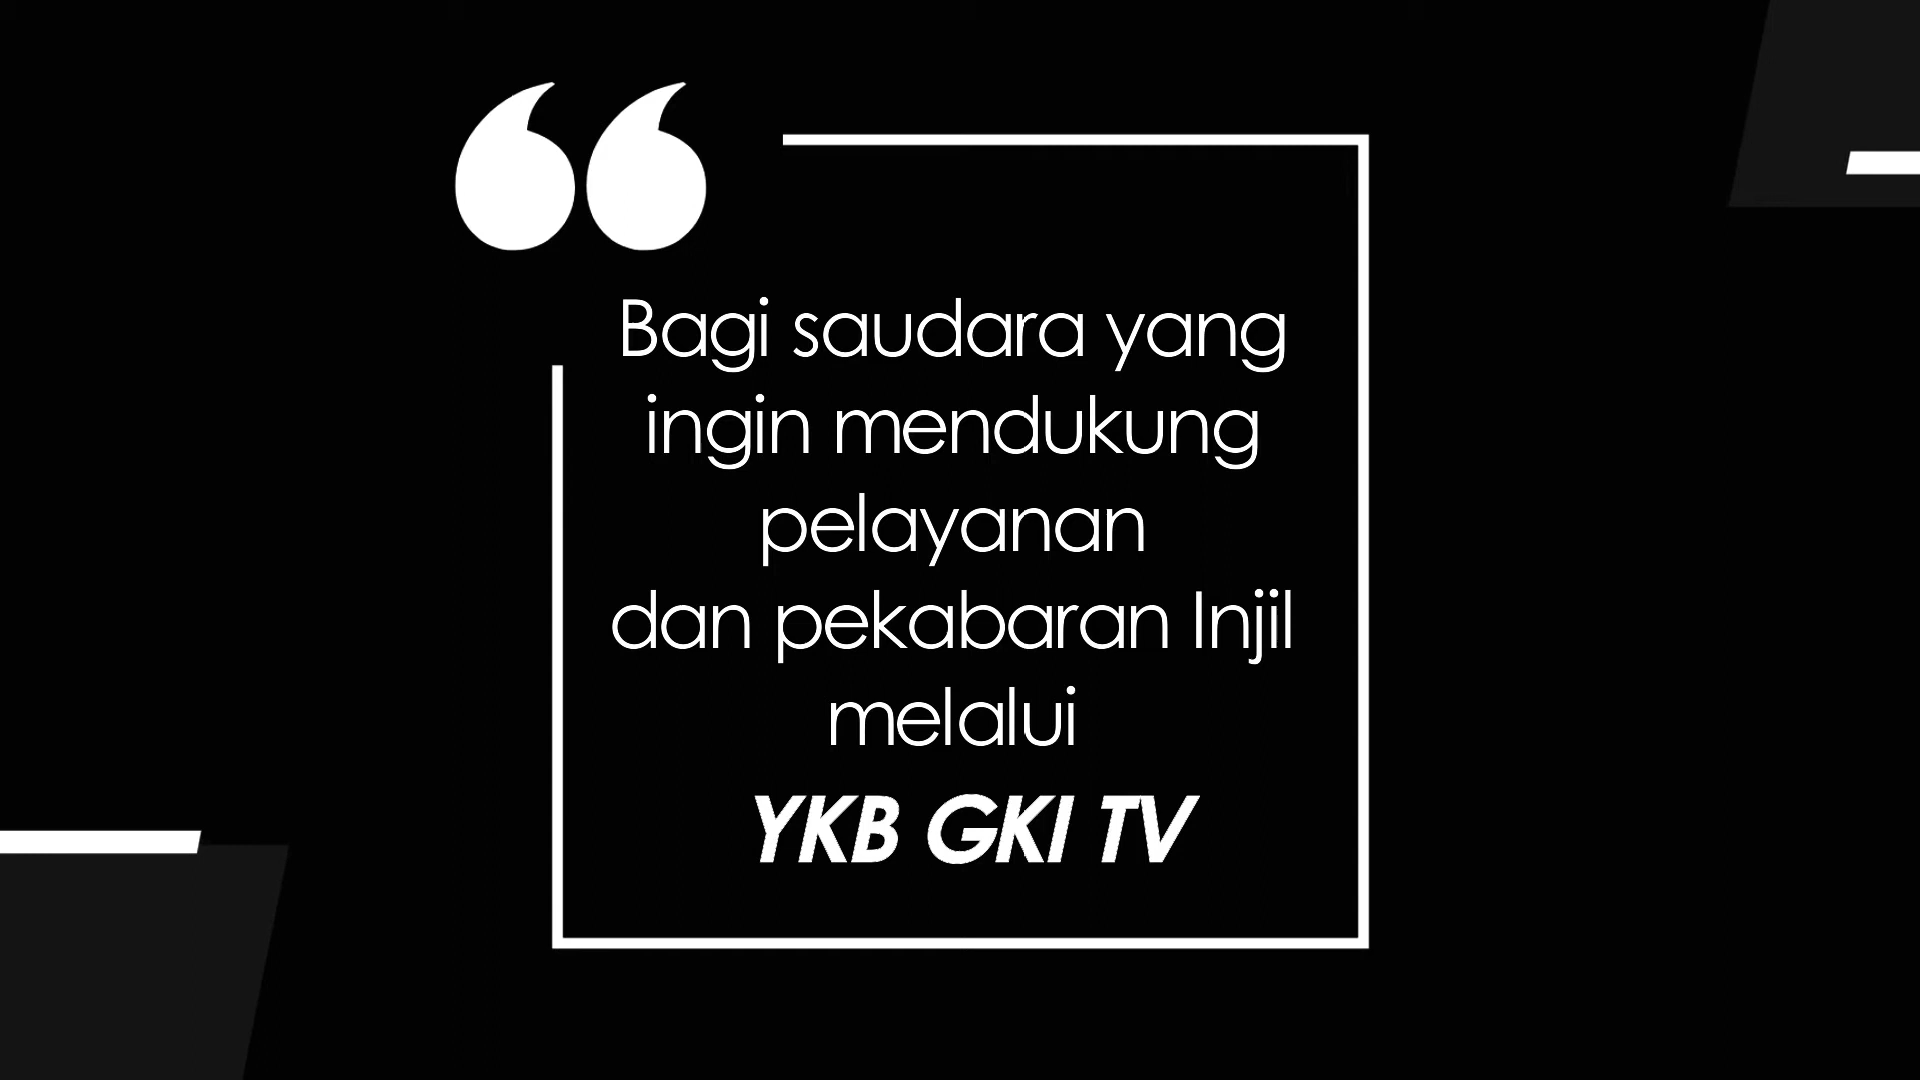 Bagi saudara yang
ingin mendukung
pelayanan
dan pekabaran Injil
melalui
YKB GKI TV